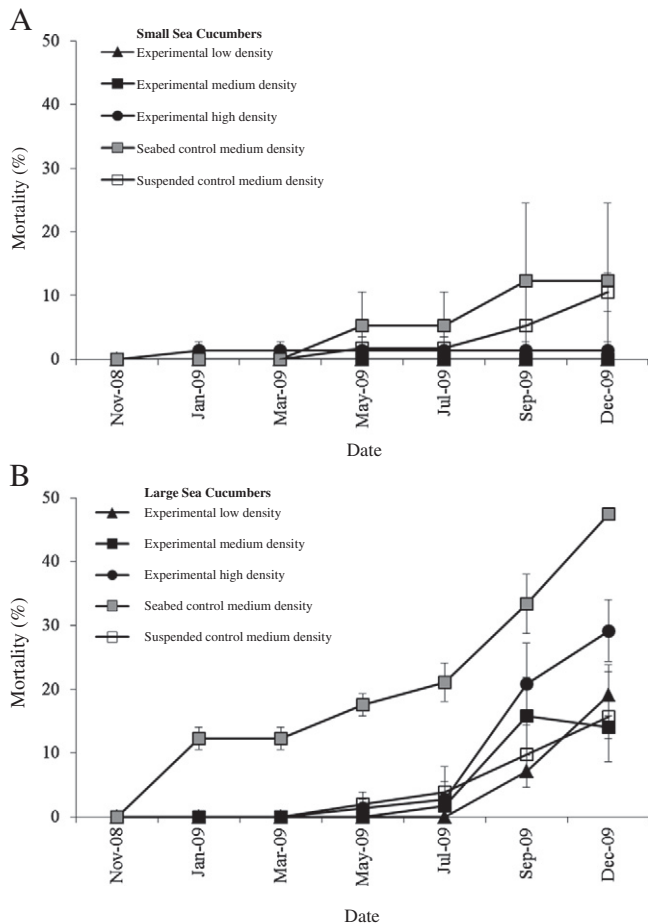 A
Small Sea Cucumbers
Experimental low density
Experimental medium density
Experimental high density
Seabed control medium density
Suspended control medium density
Mortality (%)
50
40
30
20
10
0
Nov-08
Jan-09
Mar-09
May-09
Jul-09
Sep-09
Dec-09
Date
B
Large Sea Cucumbers
Experimental low density
Experimental medium density
Experimental high density
Seabed control medium density
Suspended control medium density
Mortality (%)
50
40
30
20
10
0
Nov-08
Jan-09
Mar-09
May-09
Jul-09
Sep-09
Dec-09
Date